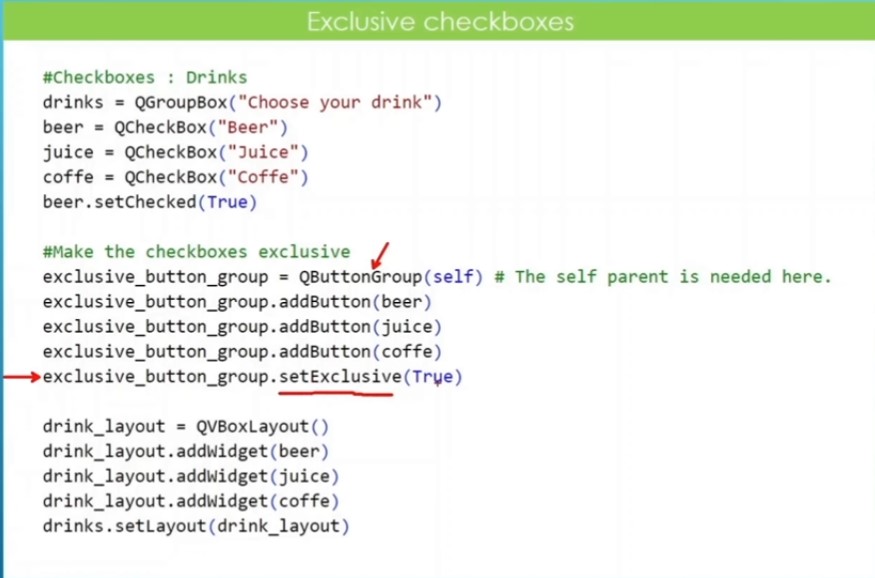 Exclusive checkboxes
#Checkboxes : Drinks
drinks = QGroupBox("Choose your drink")
beer = QCheckBox("Beer")
juice = QCheckBox("Juice")
coffe = QCheckBox("Coffe")
beer.setChecked(True)
#Make the checkboxes exclusive
exclusive_button_group = QButtonGroup(self) # The self parent is needed here.
exclusive_button_group.addButton(beer)
exclusive_button_group.addButton(juice)
exclusive_button_group.addButton(coffe)
exclusive_button_group.setExclusive(True)
drink_layout = QVBoxLayout()
drink_layout.addWidget(beer)
drink_layout.addWidget(juice)
drink_layout.addWidget(coffe)
drinks.setLayout(drink_layout)